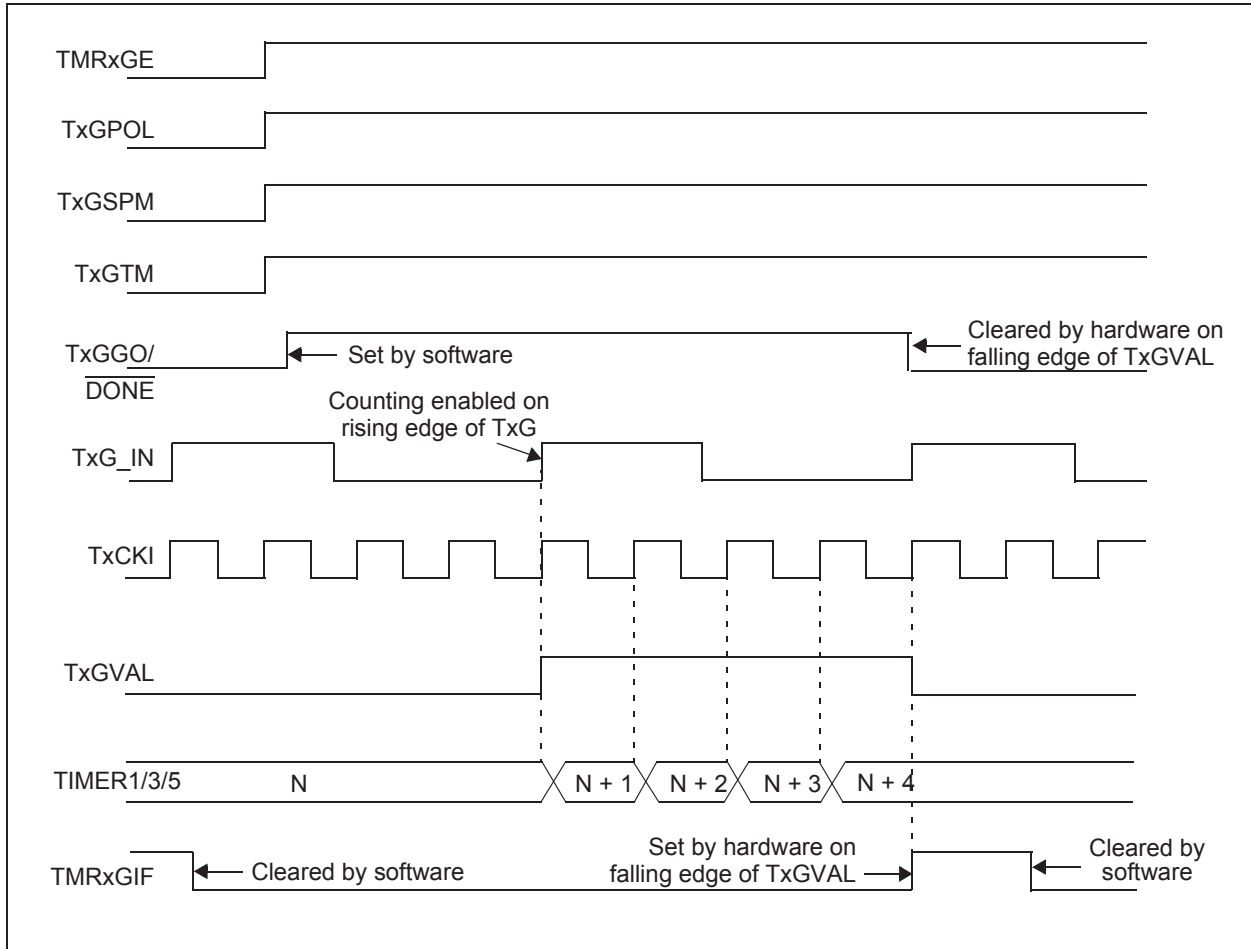 TMRxGE
TxGPOL
TxGSPM
TxGTM
TxGGO/
DONE
Set by software
Cleared by hardware on
falling edge of TxGVAL
Counting enabled on
rising edge of TxG
TxG_IN
TxCKI
TxGVAL
TIMER1/3/5
N
N + 1
N + 2
N + 3
N + 4
TMRxGIF
Cleared by software
Set by hardware on
falling edge of TxGVAL
Cleared by
software